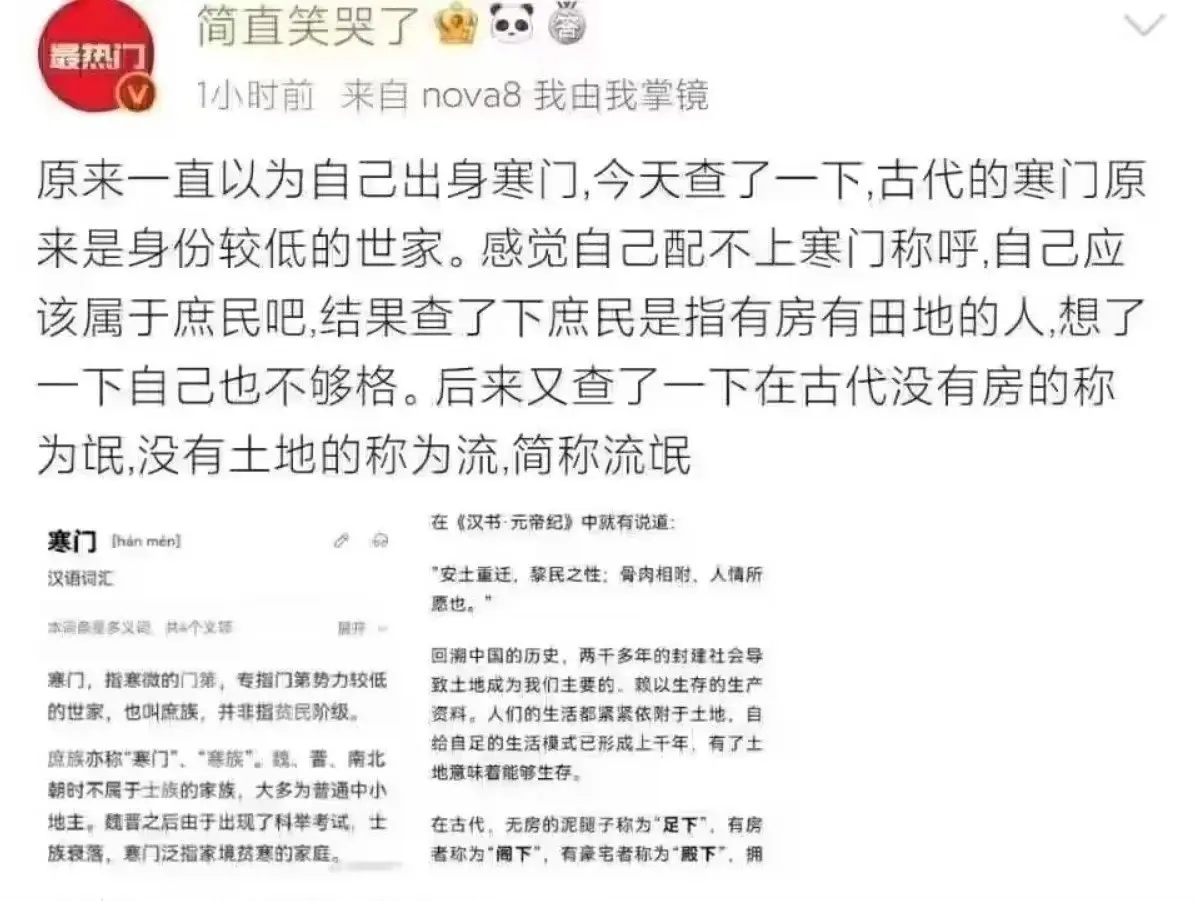 最热门
简直笑哭了
1小时前 来自 nova8 我由我掌镜
原来一直以为自己出身寒门,今天查了一下,古代的寒门原
来是身份较低的世家。感觉自己配不上寒门称呼,自己应
该属于庶民吧,结果查了下庶民是指有房有田地的人,想了
一下自己也不够格。后来又查了一下在古代没有房的称
为氓,没有土地的称为流,简称流氓
寒门 [hán mén]
汉语词汇
本词条是多义词，共4个义项 展开
寒门，指寒微的门第，专指门第势力较低
的世家，也叫庶族，并非指贫民阶级。
庶族亦称“寒门”、“寒族”。魏、晋、南北
朝时不属于士族的家族，大多为普通中小
地主。魏晋之后由于出现了科举考试，士
族衰落，寒门泛指家境贫寒的家庭。
在《汉书·元帝纪》中就有说道：
"安土重迁，黎民之性；骨肉相附、人情所
愿也。"
回溯中国的历史，两千多年的封建社会导
致土地成为我们主要的、赖以生存的生产
资料。人们的生活都紧紧依附于土地，自
给自足的生活模式已形成上千年，有了土
地意味着能够生存。
在古代，无房的泥腿子称为“足下”，有房
者称为“阁下”，有豪宅者称为“殿下”，拥